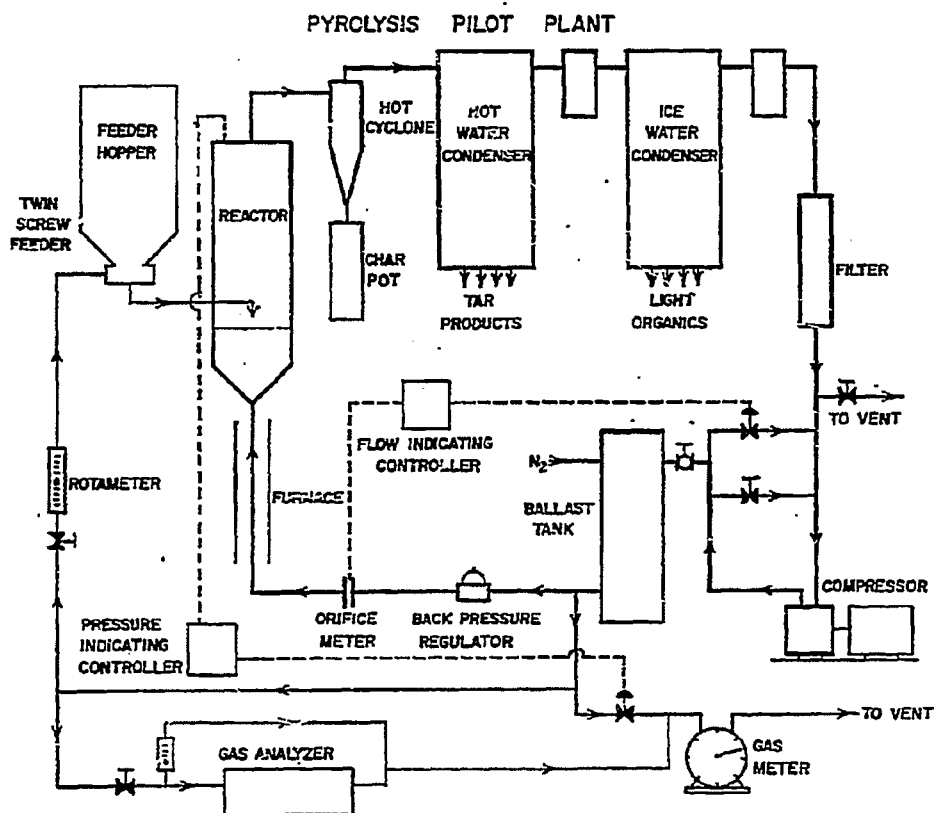 PYROLYSIS PILOT PLANT
FEEDER
HOPPER
TWIN
SCREW
FEEDER
REACTOR
HOT
CYCLONE
CHAR
POT
HOT
WATER
CONDENSER
TAR
PRODUCTS
ICE
WATER
CONDENSER
LIGHT
ORGANICS
FILTER
TO VENT
FLOW INDICATING
CONTROLLER
N2
BALLAST
TANK
ROTAMETER
FURNACE
COMPRESSOR
ORIFICE
METER
BACK PRESSURE
REGULATOR
PRESSURE
INDICATING
CONTROLLER
TO VENT
GAS ANALYZER
GAS
METER